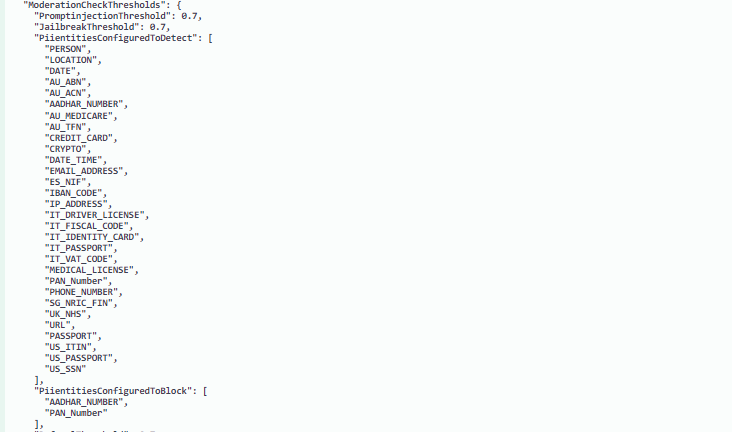 "ModerationCheckThresholds": {
"PromptinjectionThreshold": 0.7,
"JailbreakThreshold": 0.7,
"PiientitiesConfiguredToDetect": [
"PERSON",
"LOCATION",
"DATE",
"AU_ABN",
"AU_ACN",
"AADHAR_NUMBER",
"AU_MEDICARE",
"AU_TFN",
"CREDIT_CARD",
"CRYPTO",
"DATE_TIME",
"EMAIL_ADDRESS",
"ES_NIF",
"IBAN_CODE",
"IP_ADDRESS",
"IT_DRIVER_LICENSE",
"IT_FISCAL_CODE",
"IT_IDENTITY_CARD",
"IT_PASSPORT",
"IT_VAT_CODE",
"MEDICAL_LICENSE",
"PAN_Number",
"PHONE_NUMBER",
"SG_NRIC_FIN",
"UK_NHS",
"URL",
"PASSPORT",
"US_ITIN",
"US_PASSPORT",
"US_SSN"
],
"PiientitiesConfiguredToBlock": [
"AADHAR_NUMBER",
"PAN_Number"
],